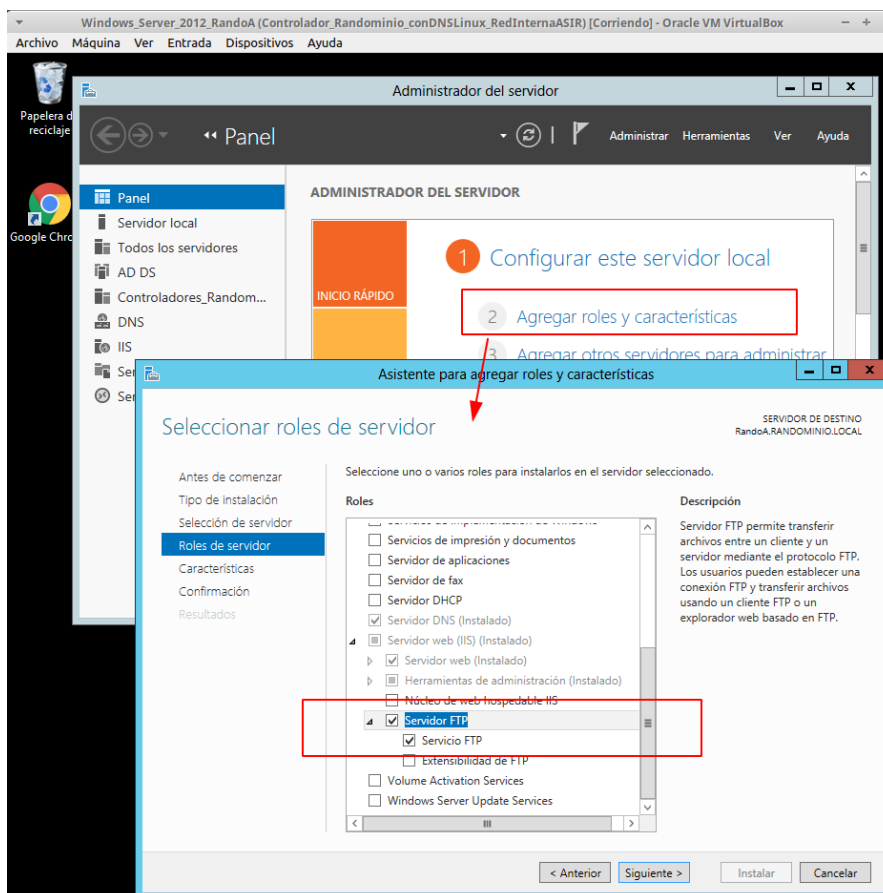 Windows_Server_2012_RandoA (Controlador_Randominio_conDNSLinux_RedInternaASIR) [Corriendo] - Oracle VM VirtualBox
Archivo Máquina Ver Entrada Dispositivos Ayuda
Papelera d
reciclaje
Google Chro
Administrador del servidor
Panel
Administrar Herramientas Ver Ayuda
Panel
Servidor local
Todos los servidores
AD DS
Controladores_Random...
DNS
IIS
Ser
Ser
ADMINISTRADOR DEL SERVIDOR
INICIO RÁPIDO
1 Configurar este servidor local
2 Agregar roles y características
3 Agregar otros servidores para administrar
Asistente para agregar roles y características
Seleccionar roles de servidor
SERVIDOR DE DESTINO
RandoA.RANDOMINIO.LOCAL
Antes de comenzar
Tipo de instalación
Selección de servidor
Roles de servidor
Características
Confirmación
Resultados
Seleccione uno o varios roles para instalarlos en el servidor seleccionado.
Roles
Servicios de implementación de Windows
Servicios de impresión y documentos
Servidor de aplicaciones
Servidor de fax
Servidor DHCP
Servidor DNS (Instalado)
Servidor web (IIS) (Instalado)
Servidor web (Instalado)
Herramientas de administración (Instalado)
Núcleo de web hospedable IIS
Servidor FTP
Servicio FTP
Extensibilidad de FTP
Volume Activation Services
Windows Server Update Services
Descripción
Servidor FTP permite transferir
archivos entre un cliente y un
servidor mediante el protocolo FTP.
Los usuarios pueden establecer una
conexión FTP y transferir archivos
usando un cliente FTP o un
explorador web basado en FTP.
< Anterior Siguiente > Instalar Cancelar